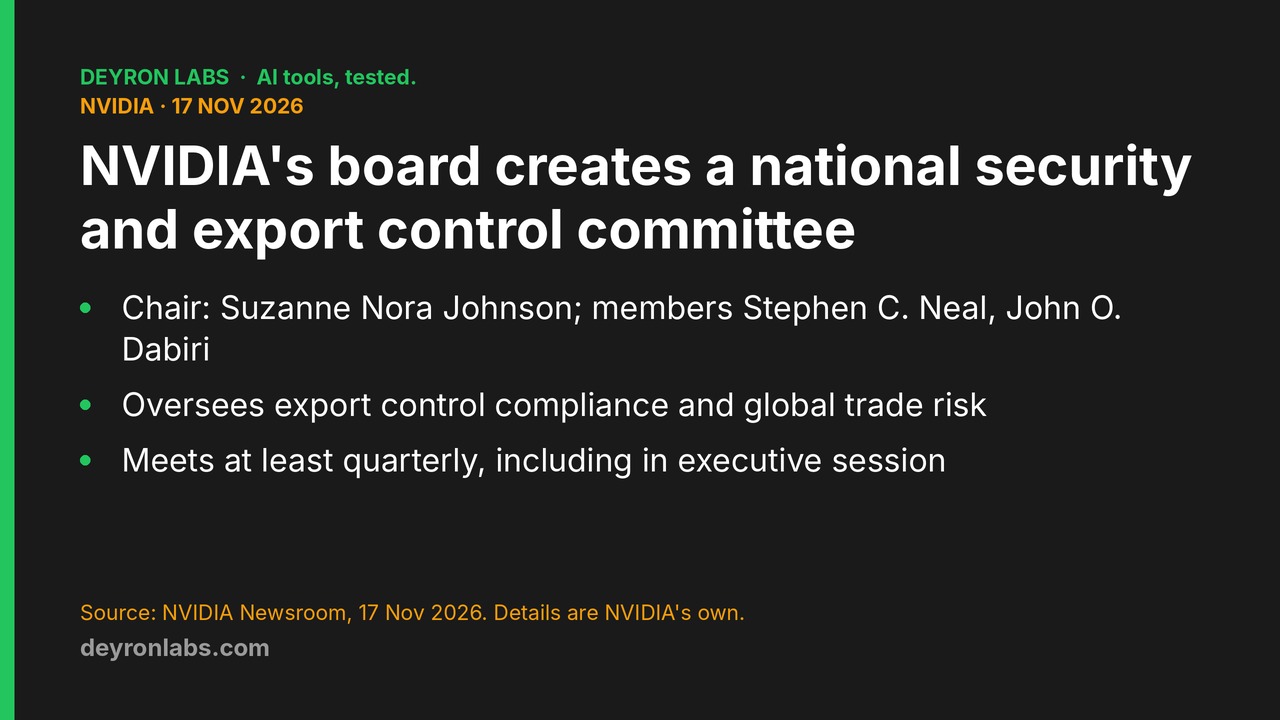 DEYRON LABS · AI tools, tested.
NVIDIA · 17 NOV 2026
NVIDIA's board creates a national security
and export control committee
• Chair: Suzanne Nora Johnson; members Stephen C. Neal, John O.
Dabiri
• Oversees export control compliance and global trade risk
• Meets at least quarterly, including in executive session
Source: NVIDIA Newsroom, 17 Nov 2026. Details are NVIDIA's own.
deyronlabs.com